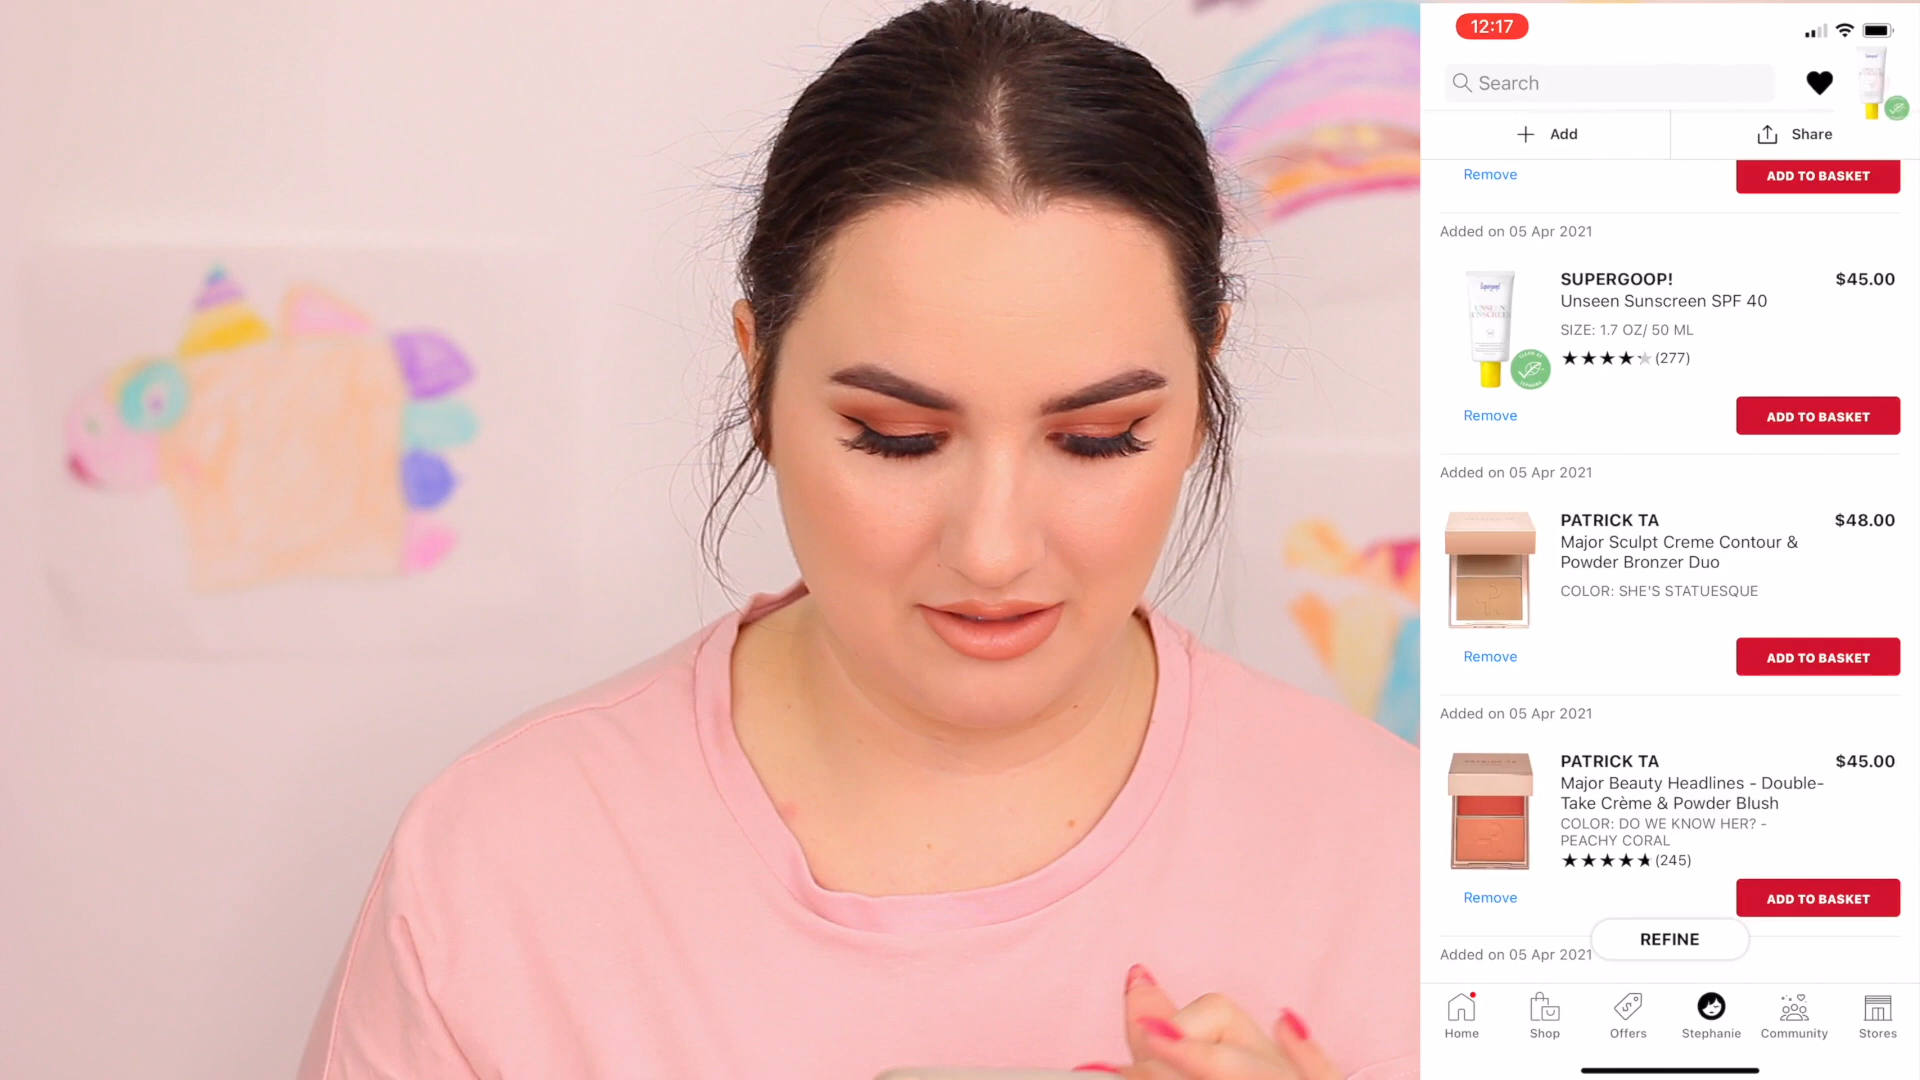 12:17
Search
Add
Share
Remove
ADD TO BASKET
Added on 05 Apr 2021
SUPERGOOP!
$45.00
Unseen Sunscreen SPF 40
SIZE: 1.7 OZ/ 50 ML
(277)
Supergoop!
UNSEEN
SUNSCREEN
Remove
ADD TO BASKET
Added on 05 Apr 2021
PATRICK TA
$48.00
Major Sculpt Creme Contour &
Powder Bronzer Duo
COLOR: SHE'S STATUESQUE
Remove
ADD TO BASKET
Added on 05 Apr 2021
PATRICK TA
$45.00
Major Beauty Headlines - Double-
Take Crème & Powder Blush
COLOR: DO WE KNOW HER? -
PEACHY CORAL
(245)
PATRICK TA
Remove
ADD TO BASKET
REFINE
Added on 05 Apr 2021
Home
Shop
Offers
Stephanie
Community
Stores